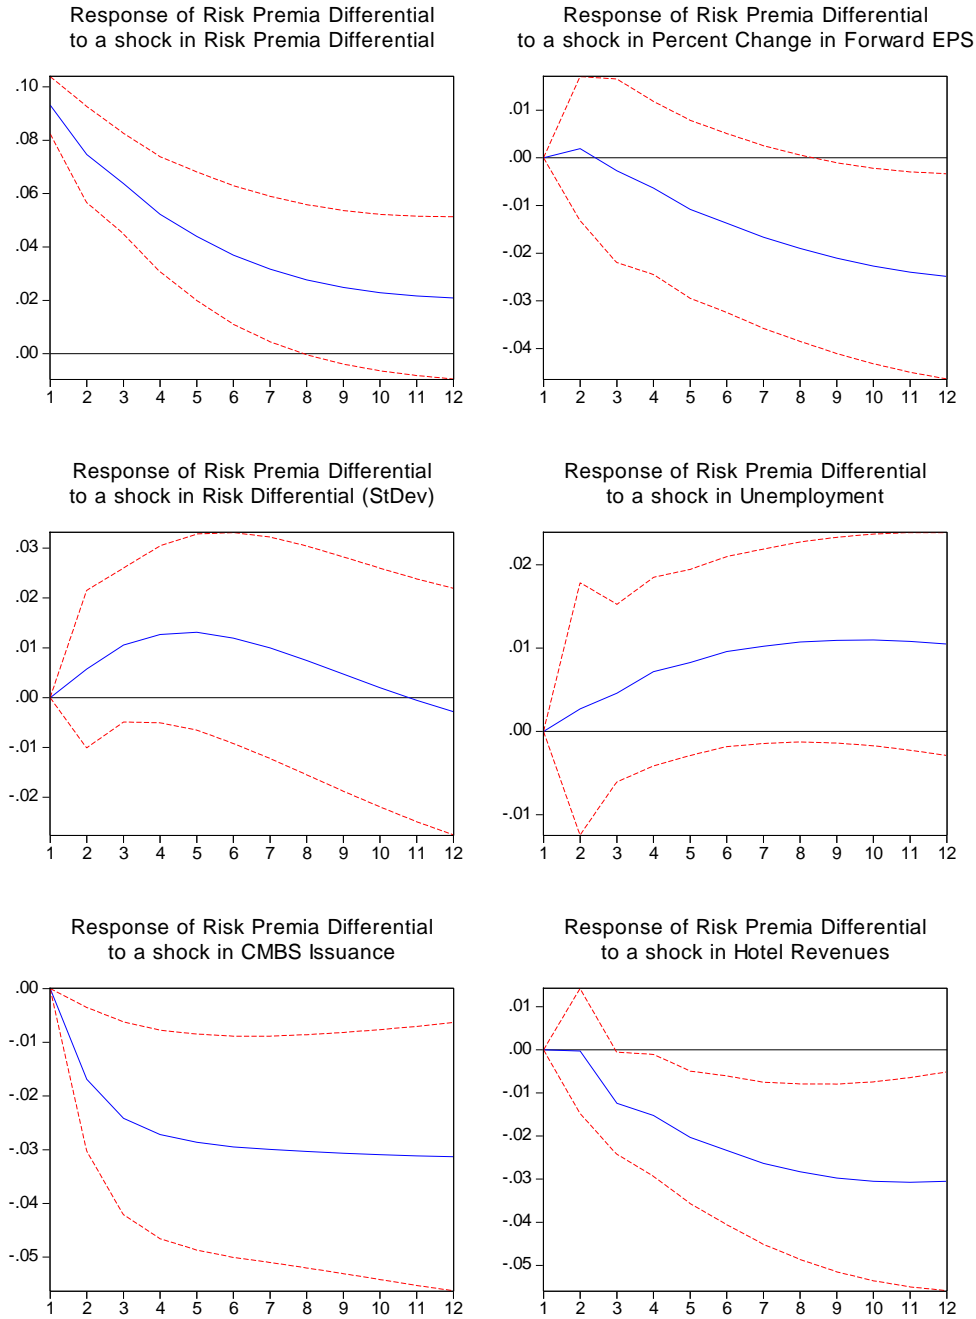 Response of Risk Premia Differential
to a shock in Risk Premia Differential
.10
.08
.06
.04
.02
.00
1 2 3 4 5 6 7 8 9 10 11 12
Response of Risk Premia Differential
to a shock in Percent Change in Forward EPS
.01
.00
-.01
-.02
-.03
-.04
1 2 3 4 5 6 7 8 9 10 11 12
Response of Risk Premia Differential
to a shock in Risk Differential (StDev)
.03
.02
.01
.00
-.01
-.02
1 2 3 4 5 6 7 8 9 10 11 12
Response of Risk Premia Differential
to a shock in Unemployment
.02
.01
.00
-.01
1 2 3 4 5 6 7 8 9 10 11 12
Response of Risk Premia Differential
to a shock in CMBS Issuance
.00
-.01
-.02
-.03
-.04
-.05
1 2 3 4 5 6 7 8 9 10 11 12
Response of Risk Premia Differential
to a shock in Hotel Revenues
.01
.00
-.01
-.02
-.03
-.04
-.05
1 2 3 4 5 6 7 8 9 10 11 12